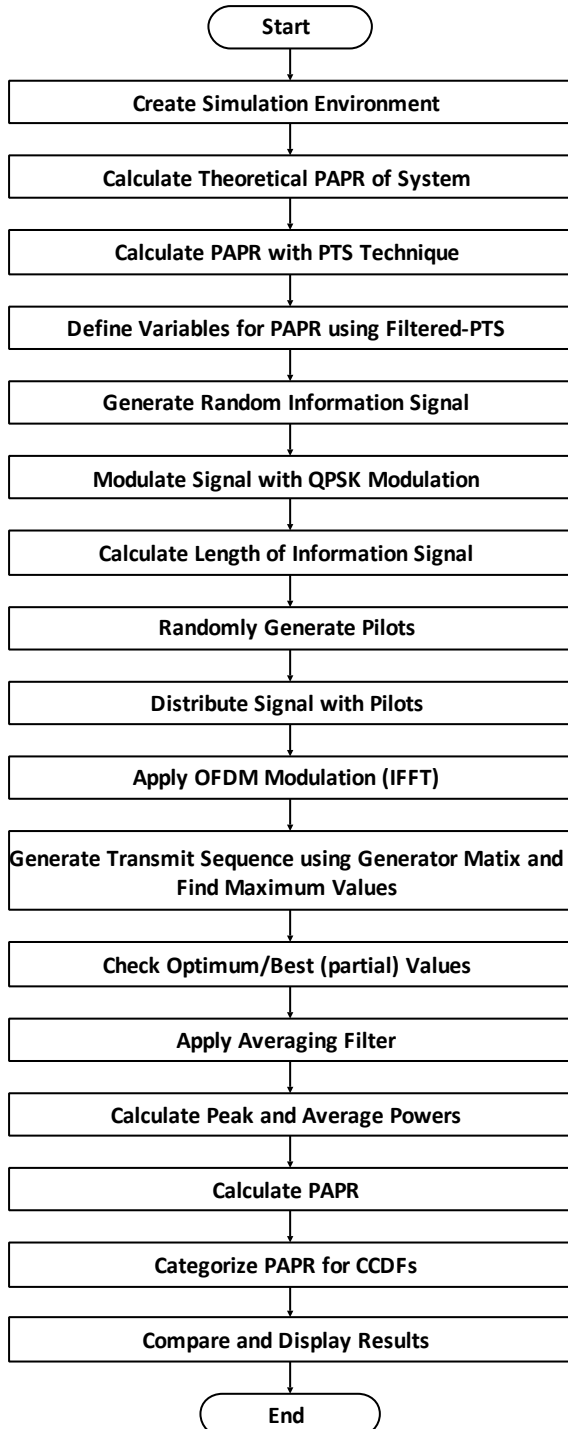 Start
Create Simulation Environment
Calculate Theoretical PAPR of System
Calculate PAPR with PTS Technique
Define Variables for PAPR using Filtered-PTS
Generate Random Information Signal
Modulate Signal with QPSK Modulation
Calculate Length of Information Signal
Randomly Generate Pilots
Distribute Signal with Pilots
Apply OFDM Modulation (IFFT)
Generate Transmit Sequence using Generator Matix and
Find Maximum Values
Check Optimum/Best (partial) Values
Apply Averaging Filter
Calculate Peak and Average Powers
Calculate PAPR
Categorize PAPR for CCDFs
Compare and Display Results
End